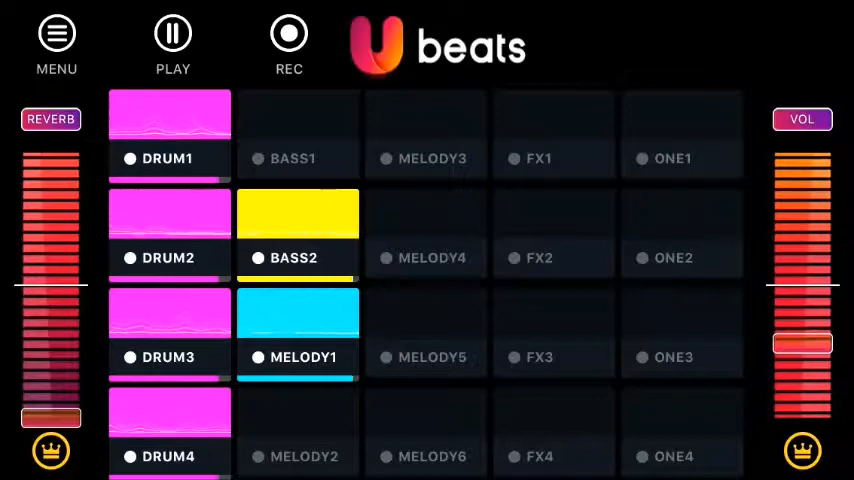 MENU PLAY REC U beats
REVERB VOL
DRUM1 BASS1 MELODY3 FX1 ONE1
DRUM2 BASS2 MELODY4 FX2 ONE2
DRUM3 MELODY1 MELODY5 FX3 ONE3
DRUM4 MELODY2 MELODY6 FX4 ONE4